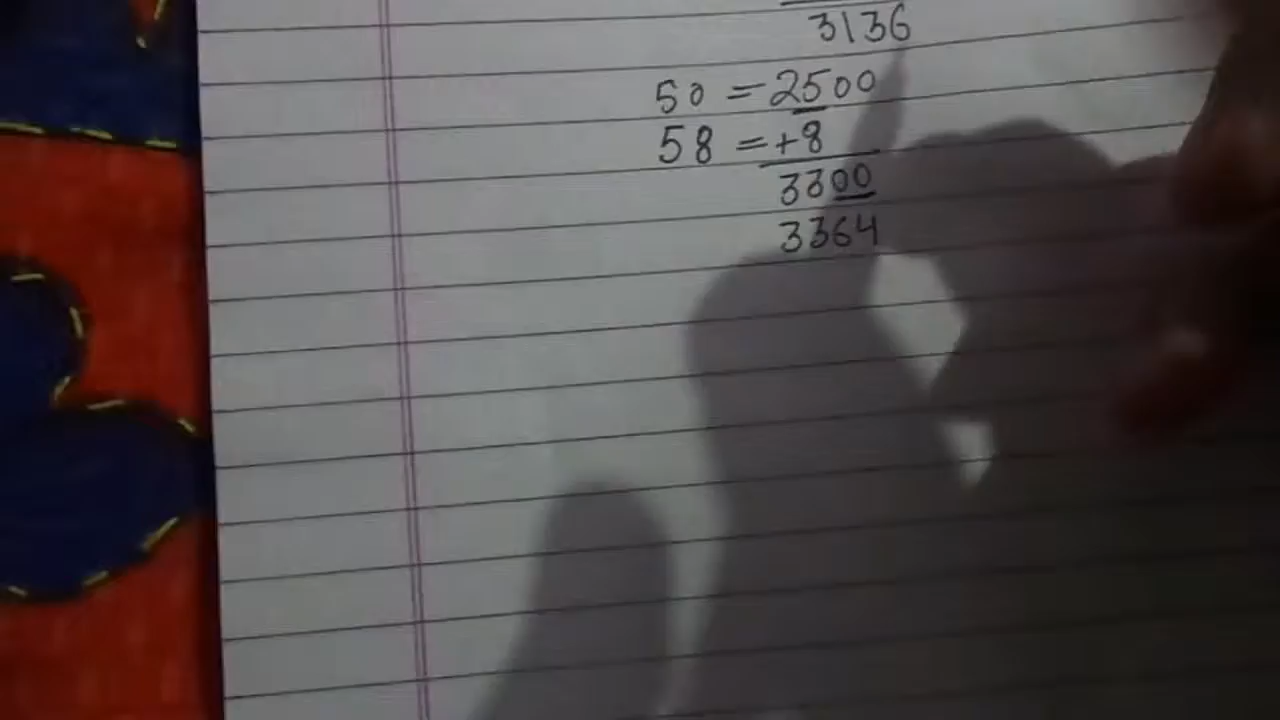 3136
50 = 2500
58 = +8
3300
3364